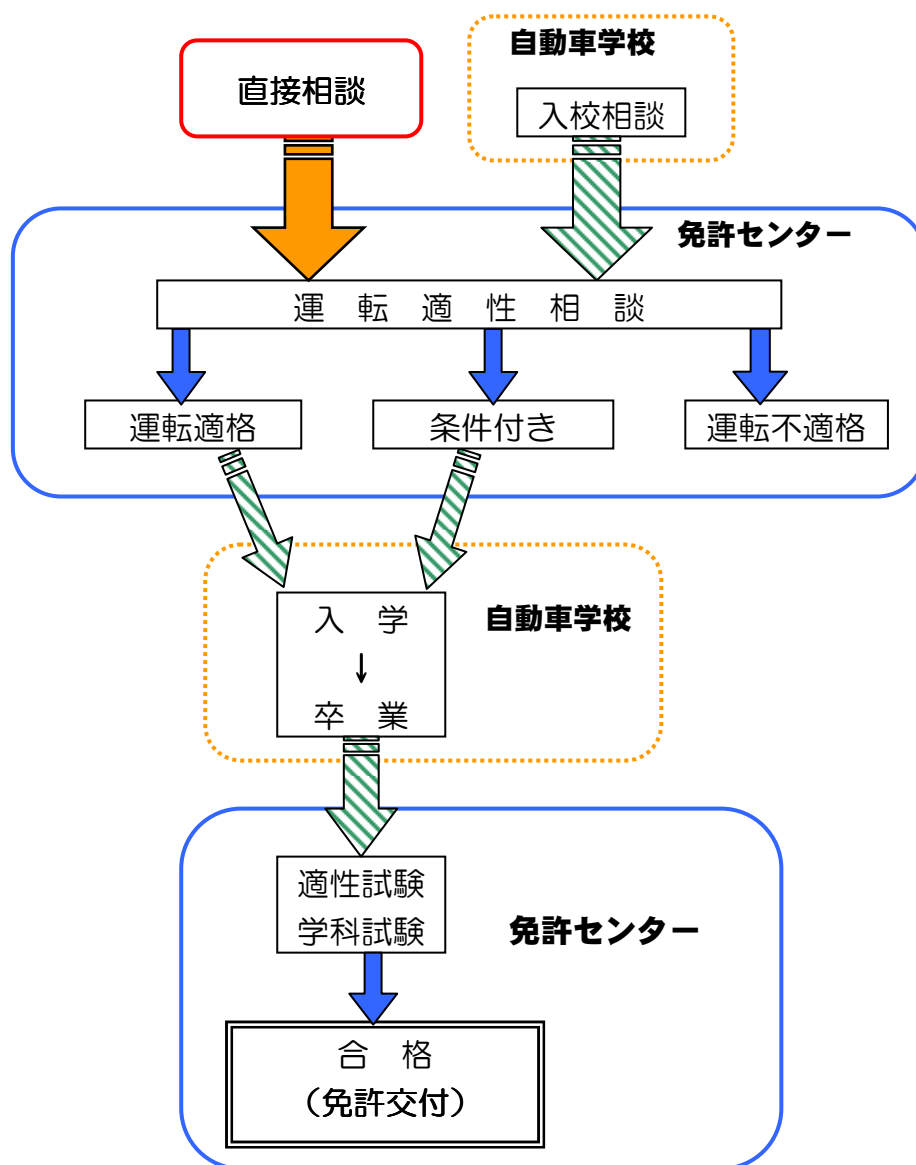 自動車学校
直接相談
入校相談
免許センター
運転適性相談
運転適格
条件付き
運転不適格
自動車学校
入学
↓
卒業
適性試験
学科試験
免許センター
合格
(免許交付)